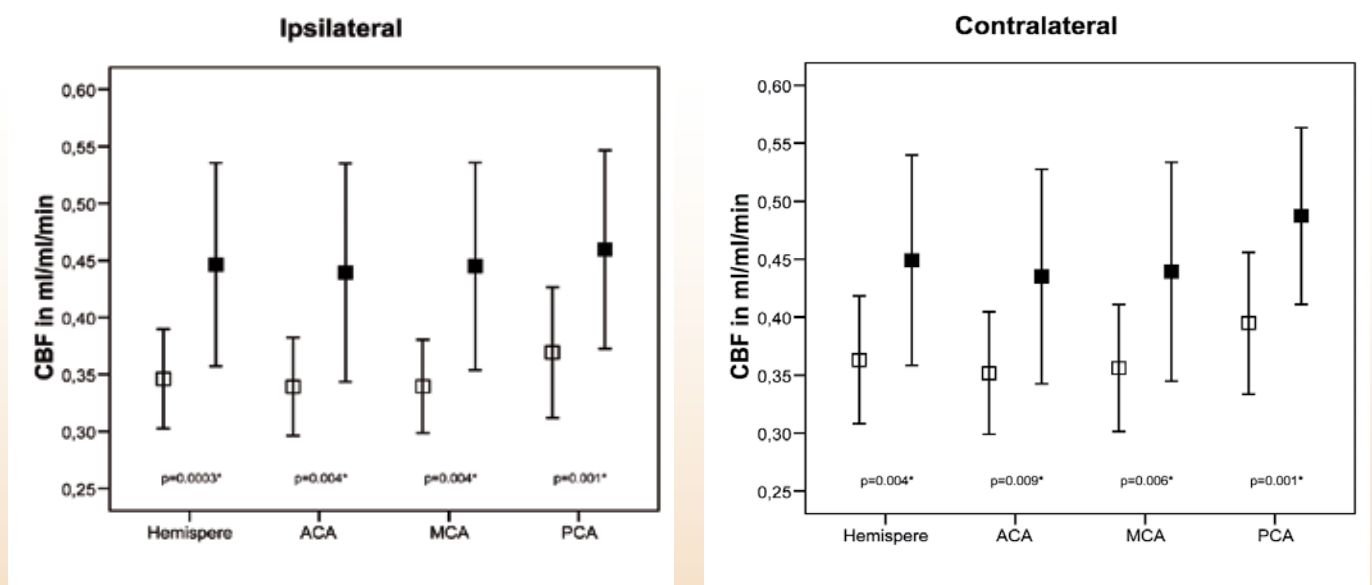 Ipsilateral
CBF in ml/ml/min
0,60
0,55
0,50
0,45
0,40
0,35
0,30
0,25
p=0.0003*
p=0.004*
p=0.004*
p=0.001*
Hemispere
ACA
MCA
PCA
Contralateral
CBF in ml/ml/min
0,60
0,55
0,50
0,45
0,40
0,35
0,30
0,25
p=0.004*
p=0.009*
p=0.006*
p=0.001*
Hemispere
ACA
MCA
PCA